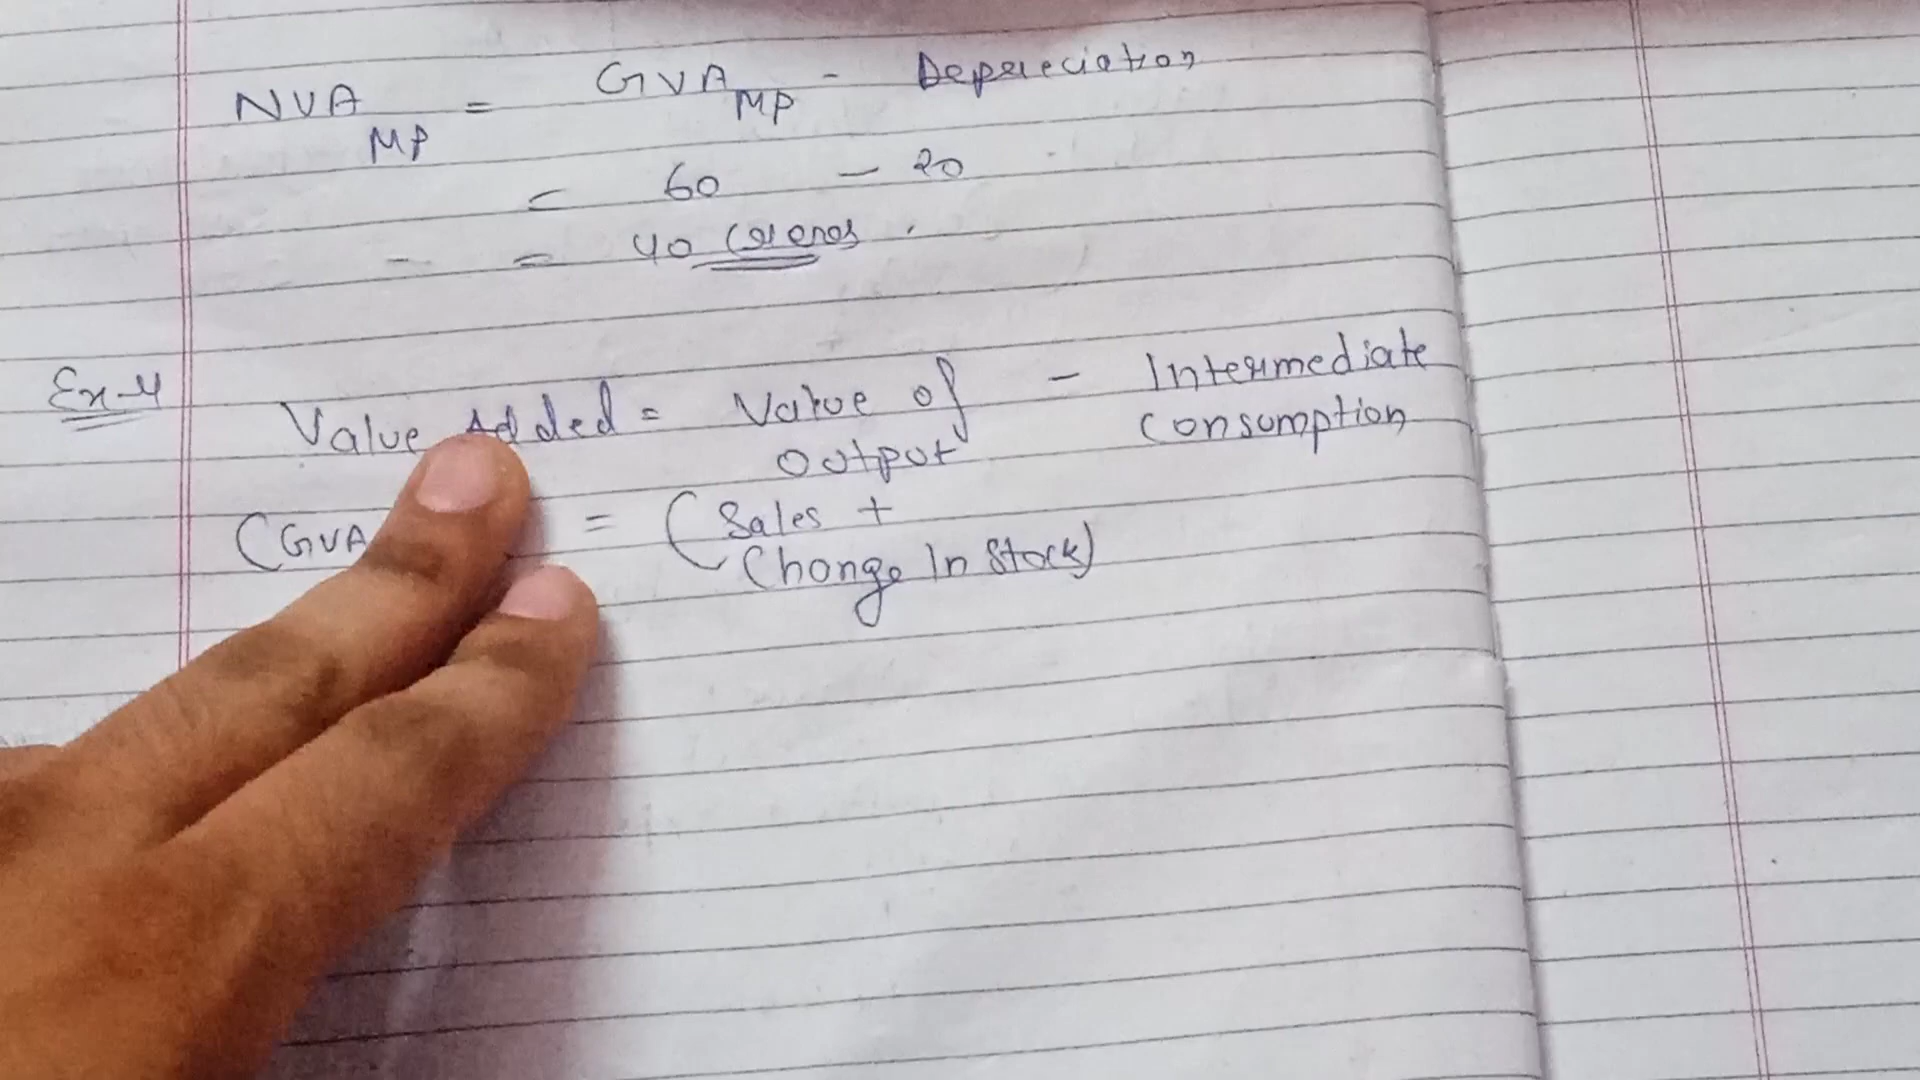 NVA MP = GVA MP - Depreciation
= 60 - 20
- = 40 Crores.
Ex-4
Value Added = Value of output - Intermediate consumption
(GVA = (Sales + Change In Stock)